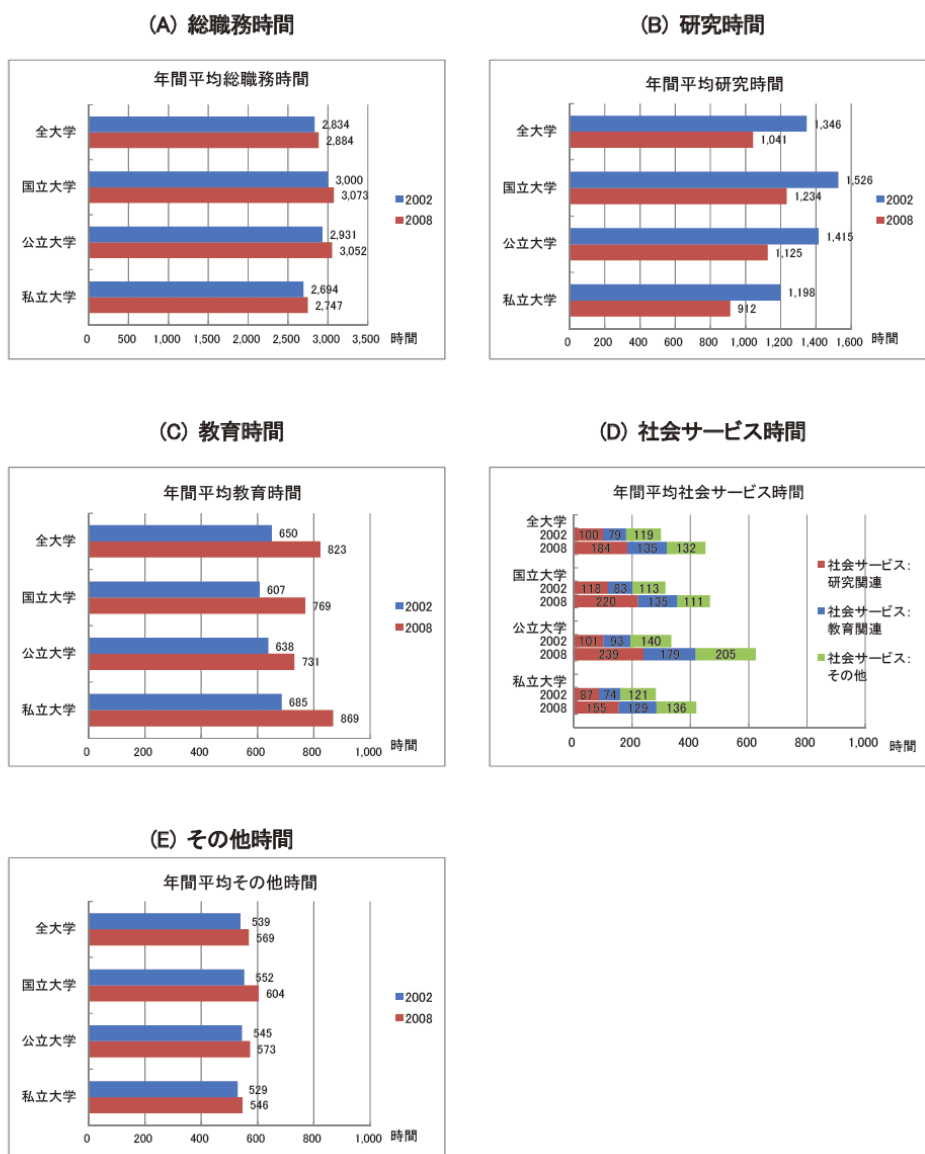 (A) 総職務時間
年間平均総職務時間
全大学
2,834
2,884
国立大学
3,000
3,073
公立大学
2,931
3,052
私立大学
2,694
2,747
0 500 1,000 1,500 2,000 2,500 3,000 3,500 時間
2002
2008
(B) 研究時間
年間平均研究時間
全大学
1,346
1,041
国立大学
1,526
1,234
公立大学
1,415
1,125
私立大学
1,198
912
0 200 400 600 800 1,000 1,200 1,400 1,600 時間
2002
2008
(C) 教育時間
年間平均教育時間
全大学
650
823
国立大学
607
769
公立大学
638
731
私立大学
685
869
0 200 400 600 800 1,000 時間
2002
2008
(D) 社会サービス時間
年間平均社会サービス時間
全大学
2002 100 79 119
2008 184 135 132
国立大学
2002 118 83 113
2008 220 135 111
公立大学
2002 101 93 140
2008 239 179 205
私立大学
2002 87 74 121
2008 155 129 136
0 200 400 600 800 1,000 時間
社会サービス:
研究関連
社会サービス:
教育関連
社会サービス:
その他
(E) その他時間
年間平均その他時間
全大学
539
569
国立大学
552
604
公立大学
545
573
私立大学
529
546
0 200 400 600 800 1,000 時間
2002
2008